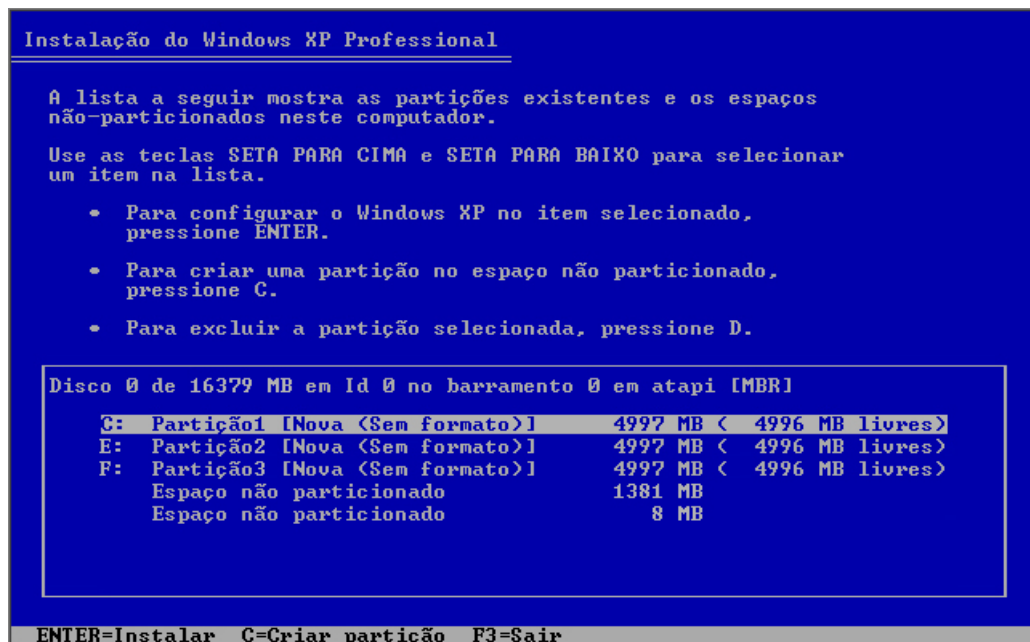 Instalação do Windows XP Professional
A lista a seguir mostra as partições existentes e os espaços
não-particionados neste computador.
Use as teclas SETA PARA CIMA e SETA PARA BAIXO para selecionar
um item na lista.
• Para configurar o Windows XP no item selecionado,
pressione ENTER.
• Para criar uma partição no espaço não particionado,
pressione C.
• Para excluir a partição selecionada, pressione D.
Disco 0 de 16379 MB em Id 0 no barramento 0 em atapi [MBR]
C: Partição1 [Nova (Sem formato)] 4997 MB ( 4996 MB livres)
E: Partição2 [Nova (Sem formato)] 4997 MB ( 4996 MB livres)
F: Partição3 [Nova (Sem formato)] 4997 MB ( 4996 MB livres)
Espaço não particionado 1381 MB
Espaço não particionado 8 MB
ENTER=Instalar C=Criar partição F3=Sair